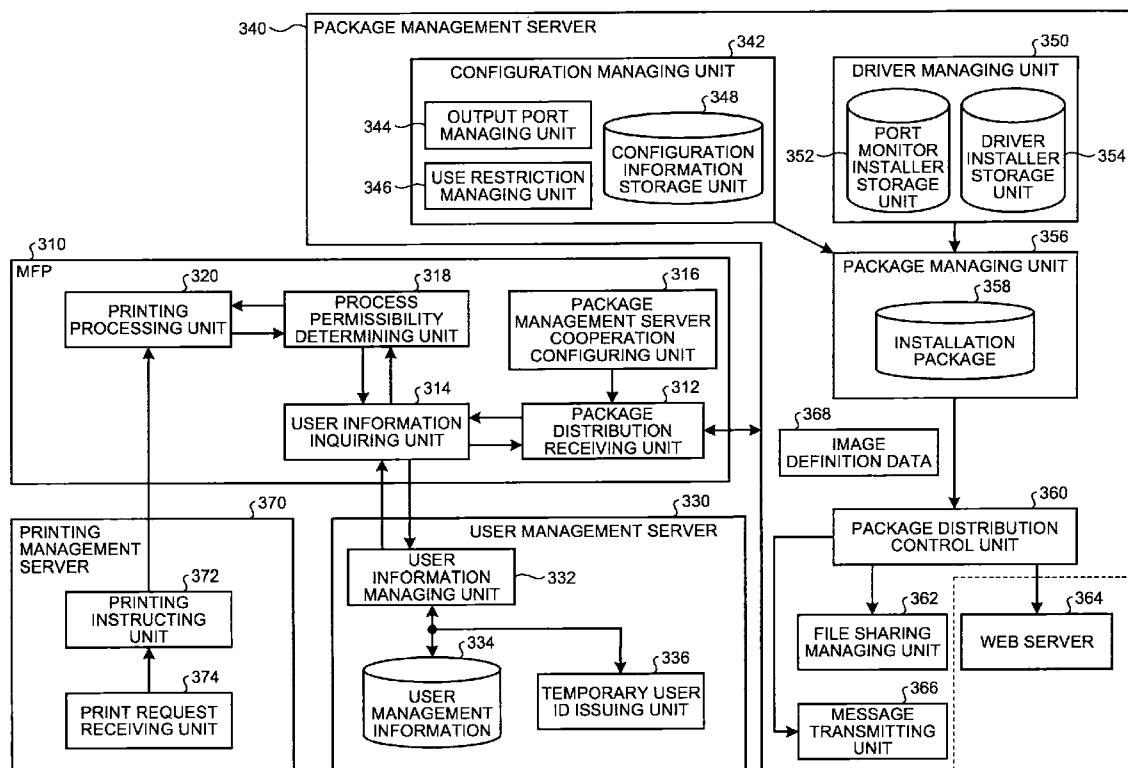 340
PACKAGE MANAGEMENT SERVER
342
CONFIGURATION MANAGING UNIT
344
OUTPUT PORT
MANAGING UNIT
346
USE RESTRICTION
MANAGING UNIT
348
CONFIGURATION
INFORMATION
STORAGE UNIT
350
DRIVER MANAGING UNIT
352
PORT
MONITOR
INSTALLER
STORAGE
UNIT
DRIVER
INSTALLER
STORAGE
UNIT
354
356
PACKAGE MANAGING UNIT
358
INSTALLATION
PACKAGE
310
MFP
320
PRINTING
PROCESSING UNIT
318
PROCESS
PERMISSIBILITY
DETERMINING UNIT
316
PACKAGE
MANAGEMENT SERVER
COOPERATION
CONFIGURING UNIT
314
USER INFORMATION
INQUIRING UNIT
312
PACKAGE
DISTRIBUTION
RECEIVING UNIT
368
IMAGE
DEFINITION DATA
360
PACKAGE DISTRIBUTION
CONTROL UNIT
362
FILE SHARING
MANAGING UNIT
364
WEB SERVER
366
MESSAGE
TRANSMITTING
UNIT
370
PRINTING
MANAGEMENT
SERVER
372
PRINTING
INSTRUCTING
UNIT
374
PRINT REQUEST
RECEIVING UNIT
330
USER MANAGEMENT SERVER
USER
INFORMATION
MANAGING UNIT
332
334
USER
MANAGEMENT
INFORMATION
336
TEMPORARY USER
ID ISSUING UNIT